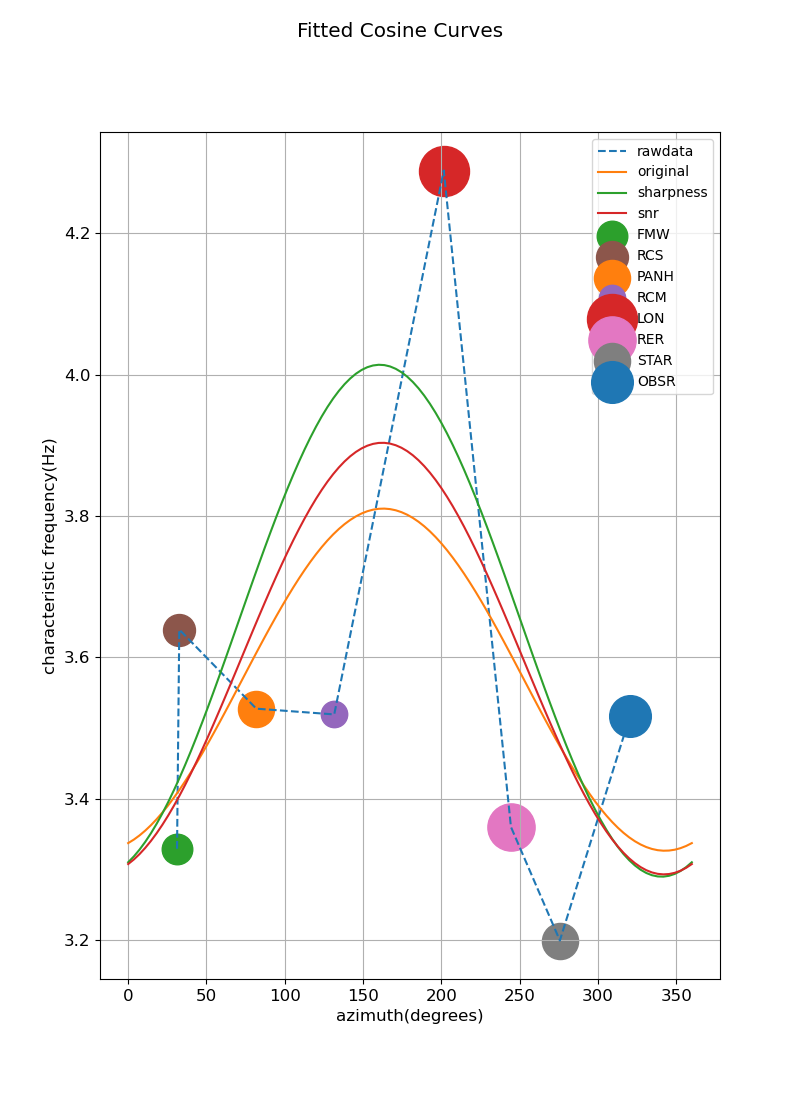 Fitted Cosine Curves
characteristic frequency(Hz)
4.2
4.0
3.8
3.6
3.4
3.2
0 50 100 150 200 250 300 350
azimuth(degrees)
rawdata
original
sharpness
snr
FMW
RCS
PANH
RCM
LON
RER
STAR
OBSR